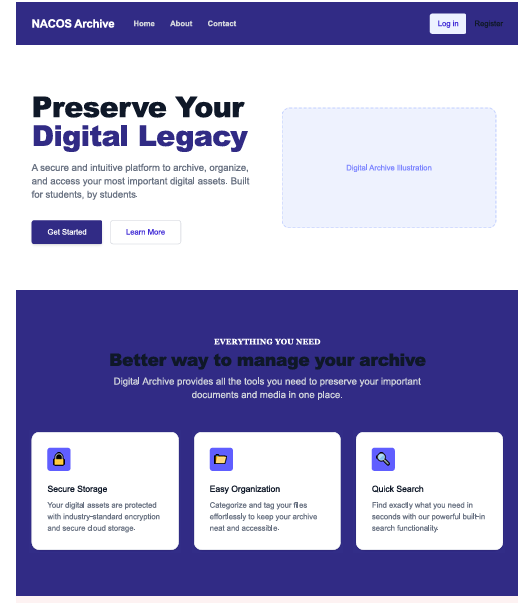 NACOS Archive Home About Contact Log in Register
Preserve Your
Digital Legacy
A secure and intuitive platform to archive, organize,
and access your most important digital assets. Built
for students, by students.
Get Started Learn More
Digital Archive Illustration
EVERYTHING YOU NEED
Better way to manage your archive
Digital Archive provides all the tools you need to preserve your important
documents and media in one place.
Secure Storage
Your digital assets are protected
with industry-standard encryption
and secure cloud storage.
Easy Organization
Categorize and tag your files
effortlessly to keep your archive
neat and accessible.
Quick Search
Find exactly what you need in
seconds with our powerful built-in
search functionality.